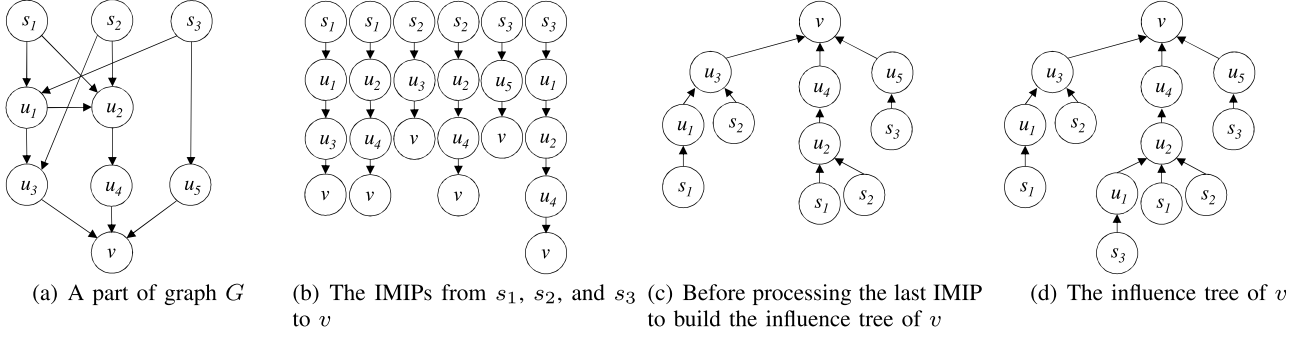 s1 s2 s3
u1 u2
u3 u4 u5
v
s1 s1 s2 s2 s3 s3
u1 u2 u3 u2 u5 u1
u3 u4 v u4 v u2
v v v u4
v
v
u3 u4 u5
u1 s2 s3
u2
s1 s1 s2
v
u3 u4 u5
u1 s2 s3
u2
s1 u1 s1 s2
s3
(a) A part of graph G
(b) The IMIPs from s1, s2, and s3
to v
(c) Before processing the last IMIP
to build the influence tree of v
(d) The influence tree of v